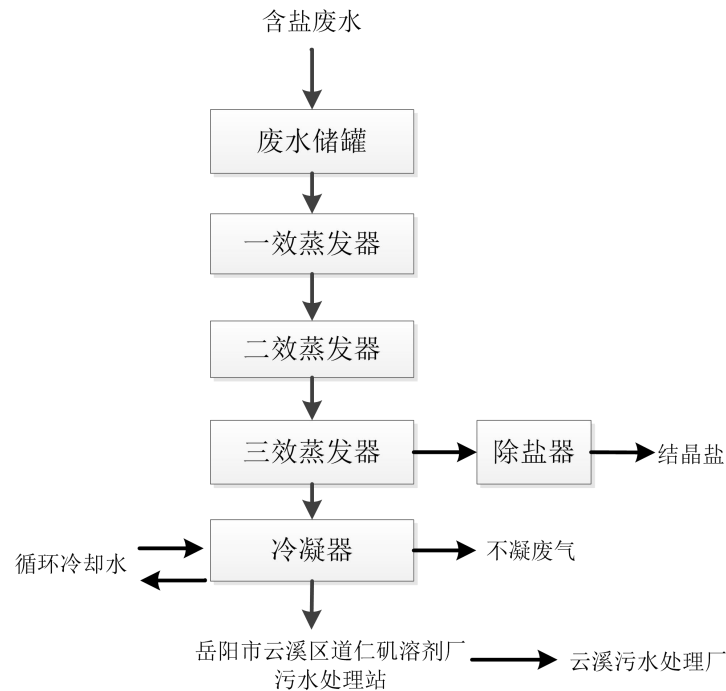 含盐废水
废水储罐
一效蒸发器
二效蒸发器
三效蒸发器
除盐器
结晶盐
冷凝器
不凝废气
循环冷却水
岳阳市云溪区道仁矶溶剂厂
污水处理站
云溪污水处理厂